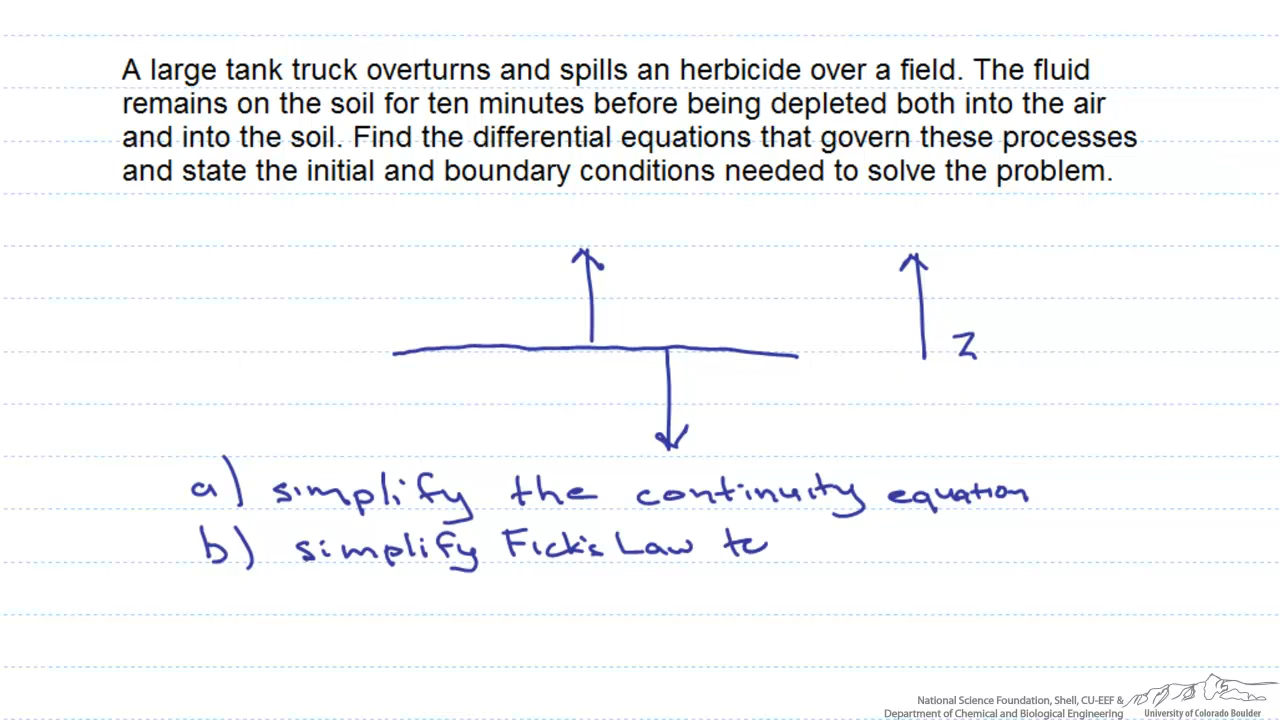 A large tank truck overturns and spills an herbicide over a field. The fluid
remains on the soil for ten minutes before being depleted both into the air
and into the soil. Find the differential equations that govern these processes
and state the initial and boundary conditions needed to solve the problem.
z
a) simplify the continuity equation
b) simplify Fick's Law to
National Science Foundation, Shell, CU-EEF &
Department of Chemical and Biological Engineering
University of Colorado Boulder